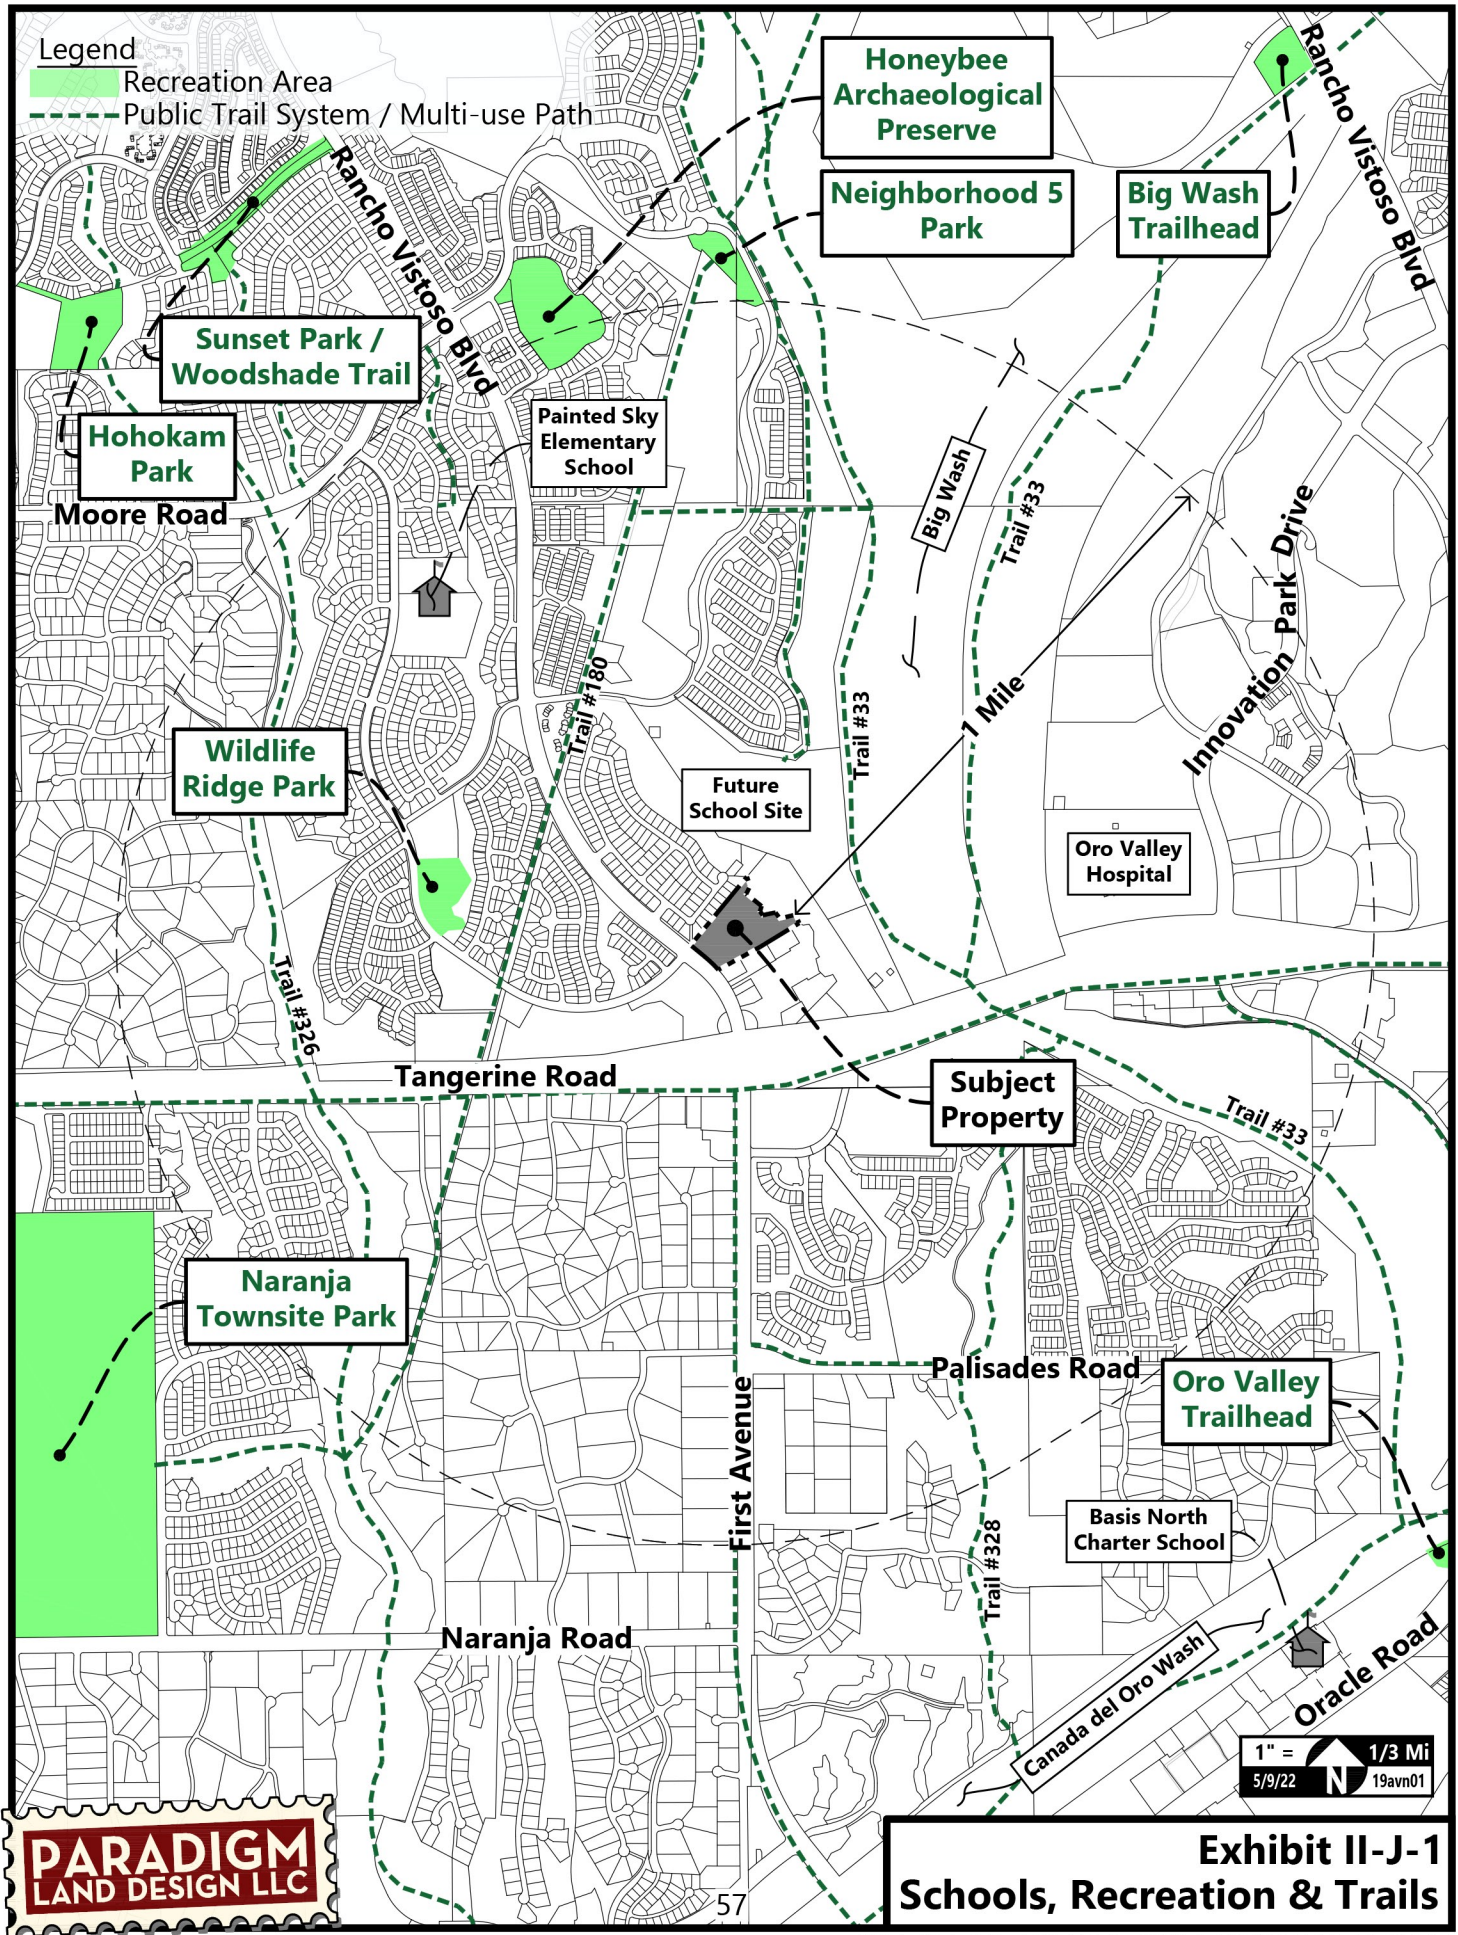 Legend
Recreation Area
Public Trail System / Multi-use Path
Honeybee
Archaeological
Preserve
Neighborhood 5
Park
Big Wash
Trailhead
Rancho Vistoso Blvd
Rancho Vistoso Blvd
Sunset Park /
Woodshade Trail
Hohokam
Park
Painted Sky
Elementary
School
Moore Road
Big Wash
Trail #33
Innovation Park Drive
1 Mile
Trail #180
Trail #33
Wildlife
Ridge Park
Future
School Site
Oro Valley
Hospital
Trail #326
Tangerine Road
Subject
Property
Trail #33
Naranja
Townsite Park
Palisades Road
Oro Valley
Trailhead
First Avenue
Basis North
Charter School
Trail #328
Naranja Road
Canada del Oro Wash
Oracle Road
1" = 1/3 Mi
5/9/22 N 19avn01
PARADIGM
LAND DESIGN LLC
57
Exhibit II-J-1
Schools, Recreation & Trails